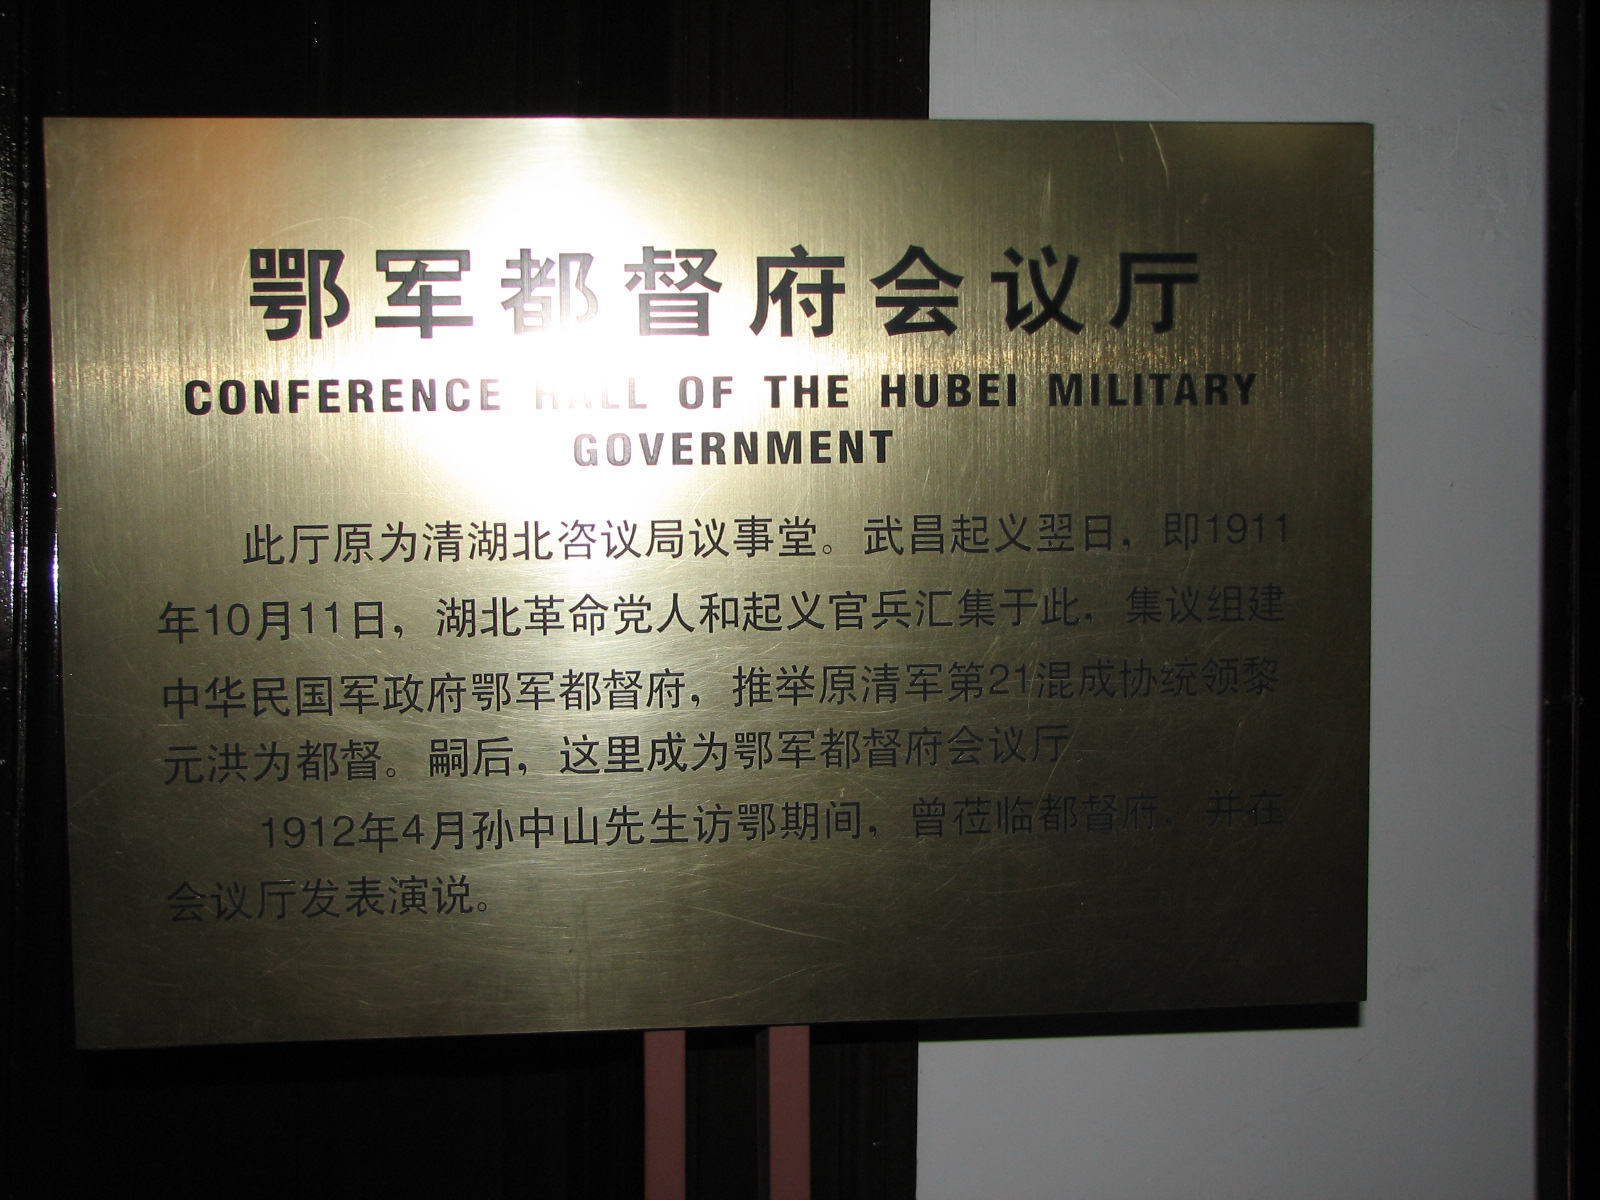 鄂军都督府会议厅
CONFERENCE HALL OF THE HUBEI MILITARY
GOVERNMENT
此厅原为清湖北咨议局议事堂。武昌起义翌日，即1911
年10月11日，湖北革命党人和起义官兵汇集于此，集议组建
中华民国军政府鄂军都督府，推举原清军第21混成协统领黎
元洪为都督。嗣后，这里成为鄂军都督府会议厅。
1912年4月孙中山先生访鄂期间，曾莅临都督府，并在
会议厅发表演说。